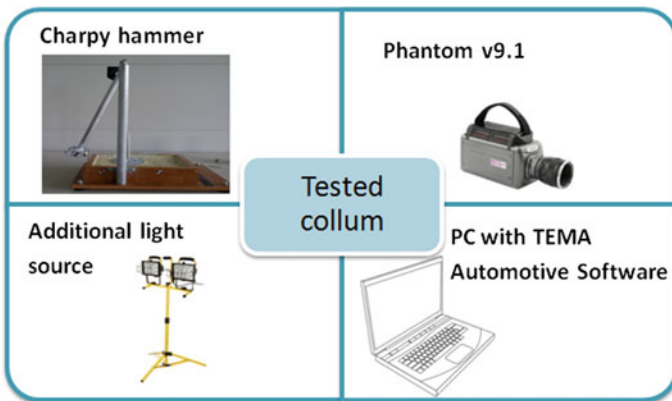 Charpy hammer
Phantom v9.1
Tested
collum
Additional light
source
PC with TEMA
Automotive Software